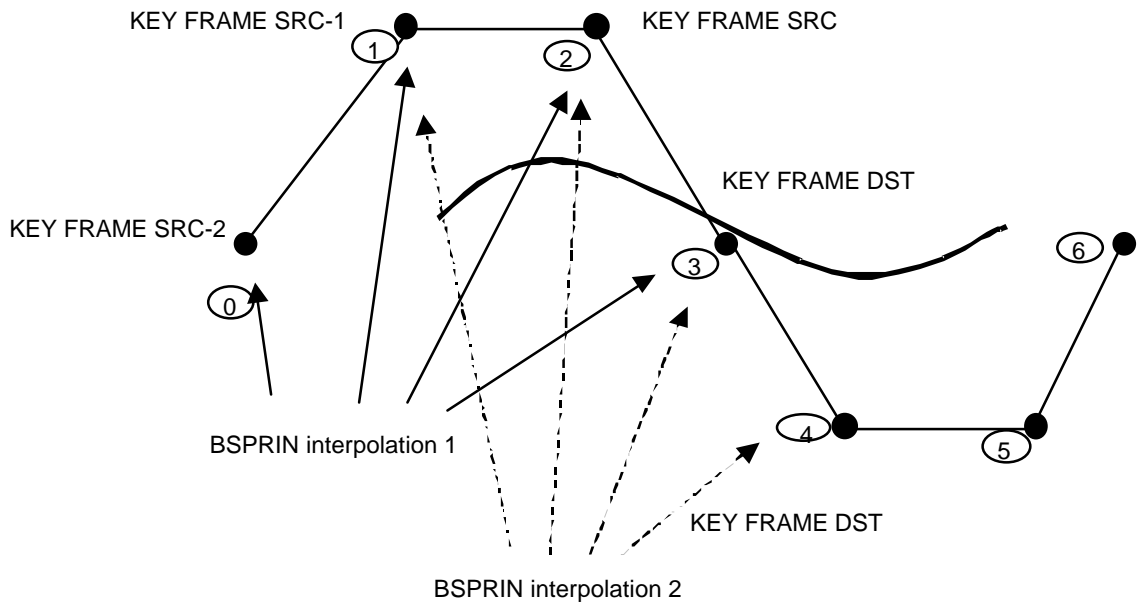 KEY FRAME SRC-1
KEY FRAME SRC
1
2
KEY FRAME DST
KEY FRAME SRC-2
6
3
0
4
5
BSPRIN interpolation 1
KEY FRAME DST
BSPRIN interpolation 2